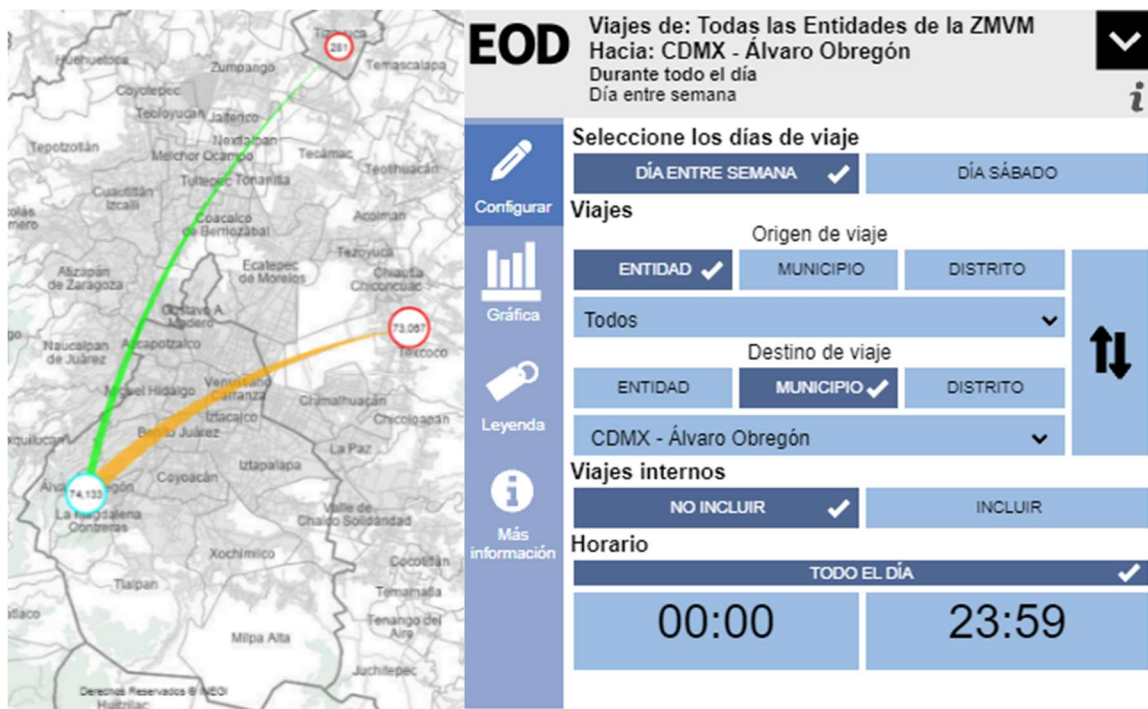 Tizayuca
281
Huehuetoca
Zumpango
Temascalapa
Coyotepec
Teoloyucan
Jaltenco
Nextlalpan
Tepotzotlán
Melchor Ocampo
Tecámac
Teotihuacán
Cuautitlán
Izcalli
Tultepec
Tonanitla
Coacalco
de Berriozábal
Acolman
Tezoyuca
Atizapán
de Zaragoza
Ecatepec
de Morelos
Chiautla
Chiconcuac
Gustavo A.
Madero
Naucalpan
de Juárez
Azcapotzalco
Texcoco
Miguel Hidalgo
Venustiano
Carranza
Chimalhuacán
Iztacalco
Chicoloapan
Benito Juárez
La Paz
Iztapalapa
Coyoacán
74,133
La Magdalena
Contreras
Valle de
Chalco Solidaridad
Xochimilco
Cocotitlán
Tlalpan
Temamatla
Tenango del
Aire
Milpa Alta
Juchitepec
Derechos Reservados © INEGI
Huitzilac
EOD
Viajes de: Todas las Entidades de la ZMVM
Hacia: CDMX - Álvaro Obregón
Durante todo el día
Día entre semana
i
Configurar
Gráfica
Leyenda
Más
información
Seleccione los días de viaje
DÍA ENTRE SEMANA
DÍA SÁBADO
Viajes
Origen de viaje
ENTIDAD
MUNICIPIO
DISTRITO
Todos
Destino de viaje
ENTIDAD
MUNICIPIO
DISTRITO
CDMX - Álvaro Obregón
Viajes internos
NO INCLUIR
INCLUIR
Horario
TODO EL DÍA
00:00
23:59